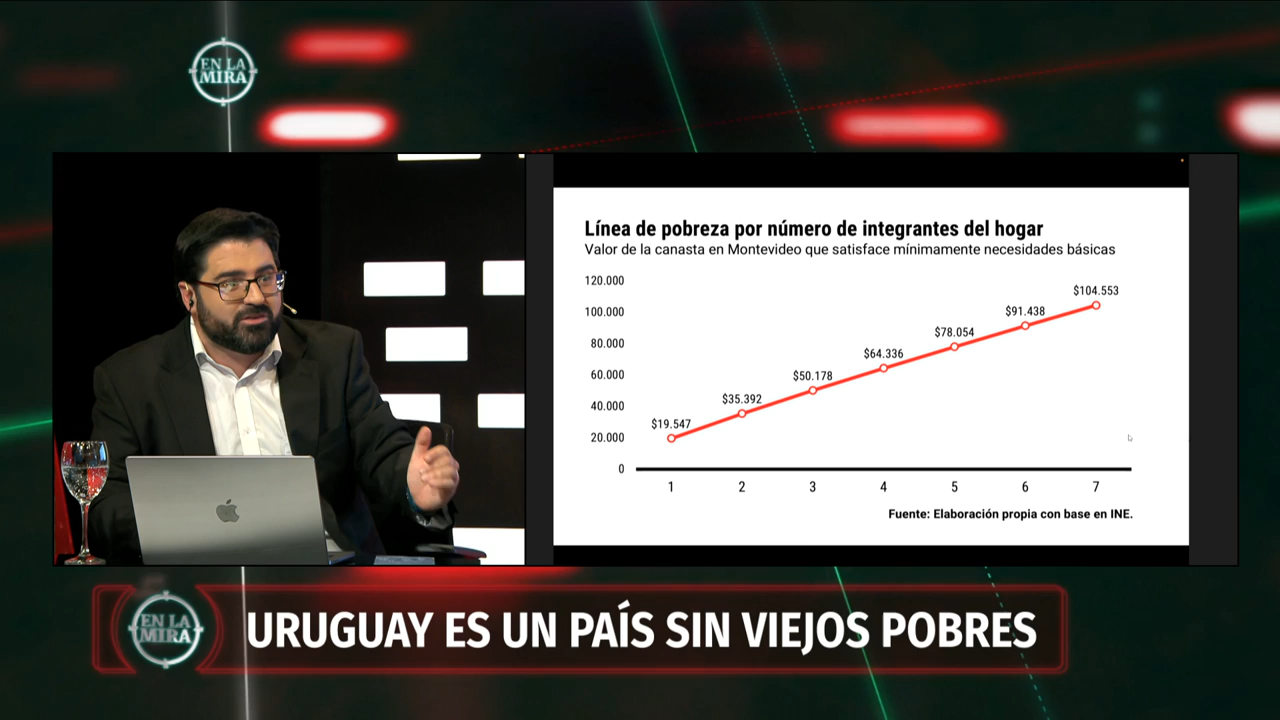 EN LA
MIRA
Línea de pobreza por número de integrantes del hogar
Valor de la canasta en Montevideo que satisface mínimamente necesidades básicas
120.000
100.000
80.000
60.000
40.000
20.000
0
$19.547
$35.392
$50.178
$64.336
$78.054
$91.438
$104.553
1 2 3 4 5 6 7
Fuente: Elaboración propia con base en INE.
EN LA
MIRA
URUGUAY ES UN PAÍS SIN VIEJOS POBRES